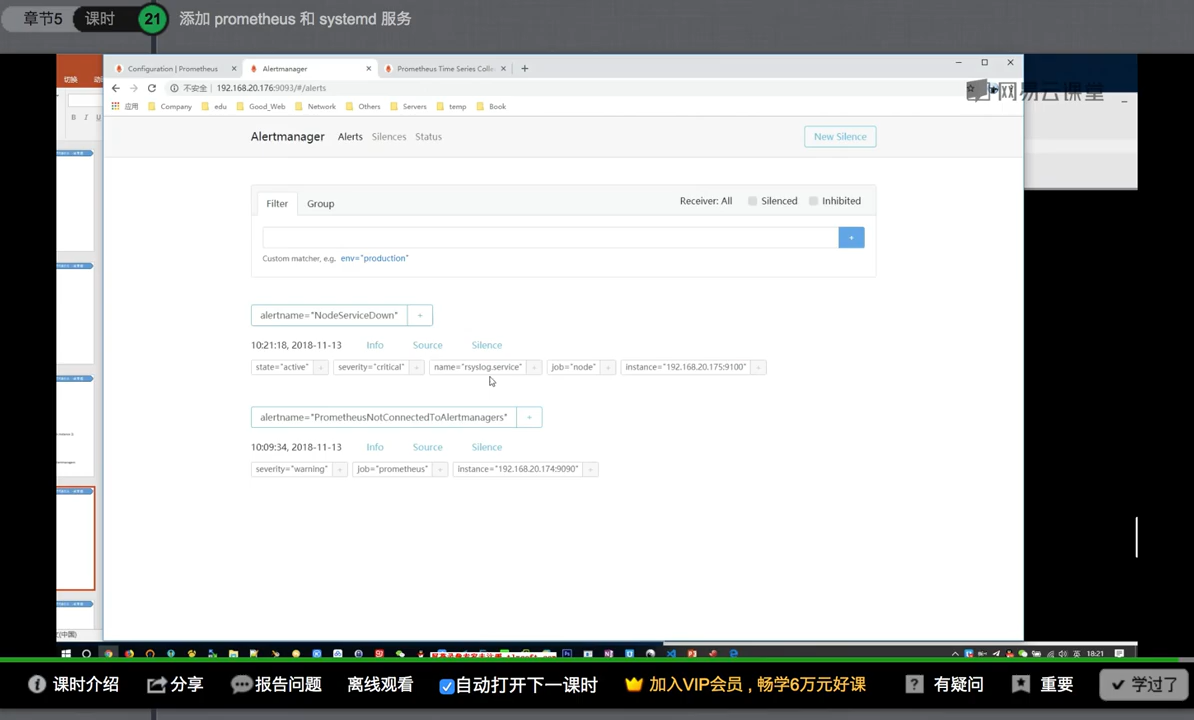 章节5 课时 21 添加 prometheus 和 systemd 服务
Configuration | Prometheus
Alertmanager
Prometheus Time Series Colle
切换
不安全 | 192.168.20.176:9093/#/alerts
网易云课堂
应用 Company edu Good_Web Network Others Servers temp Book
B I U
Alertmanager Alerts Silences Status New Silence
Filter Group Receiver: All Silenced Inhibited
+
Custom matcher, e.g. env="production"
alertname="NodeServiceDown" +
10:21:18, 2018-11-13 Info Source Silence
state="active" + severity="critical" + name="rsyslog.service" + job="node" + instance="192.168.20.175:9100" +
alertname="PrometheusNotConnectedToAlertmanagers" +
10:09:34, 2018-11-13 Info Source Silence
severity="warning" + job="prometheus" + instance="192.168.20.174:9090" +
(中国)
英 18:21
课时介绍 分享 报告问题 离线观看 自动打开下一课时 加入VIP会员 , 畅学6万元好课 ? 有疑问 重要 学过了